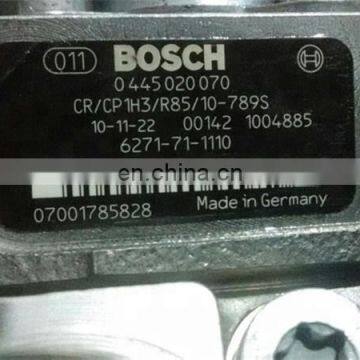 011 BOSCH
0 445 020 070
CR/CP1H3/R85/10-789S
10-11-22 00142 1004885
6271-71-1110
en.china.cn
07001785828 Made in Germany